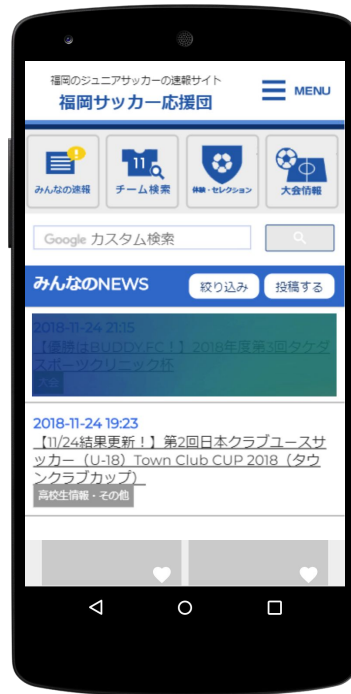 福岡のジュニアサッカーの速報サイト
福岡サッカー応援団
MENU
みんなの速報
11
チーム検索
体験・セレクション
大会情報
Google カスタム検索
みんなのNEWS
絞り込み
投稿する
2018-11-24 21:15
【優勝はBUDDY FC！】2018年度第3回タケダ
スポーツクリニック杯
大会
2018-11-24 19:23
【11/24結果更新！】第2回日本クラブユースサ
ッカー（U-18）Town Club CUP 2018（タウ
ンクラブカップ）
高校生情報・その他